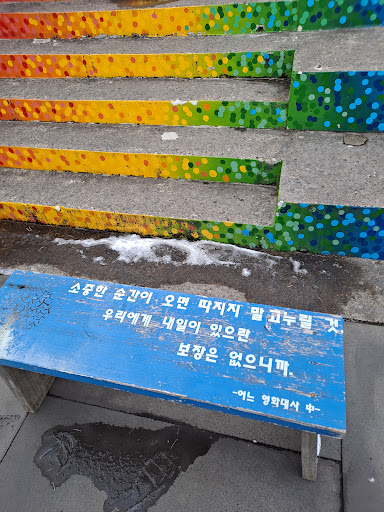 소중한 순간이 오면 따지지 말고누릴 것
우리에게 내일이 있으란
보장은 없으니까.
-어느 영화대사 中-